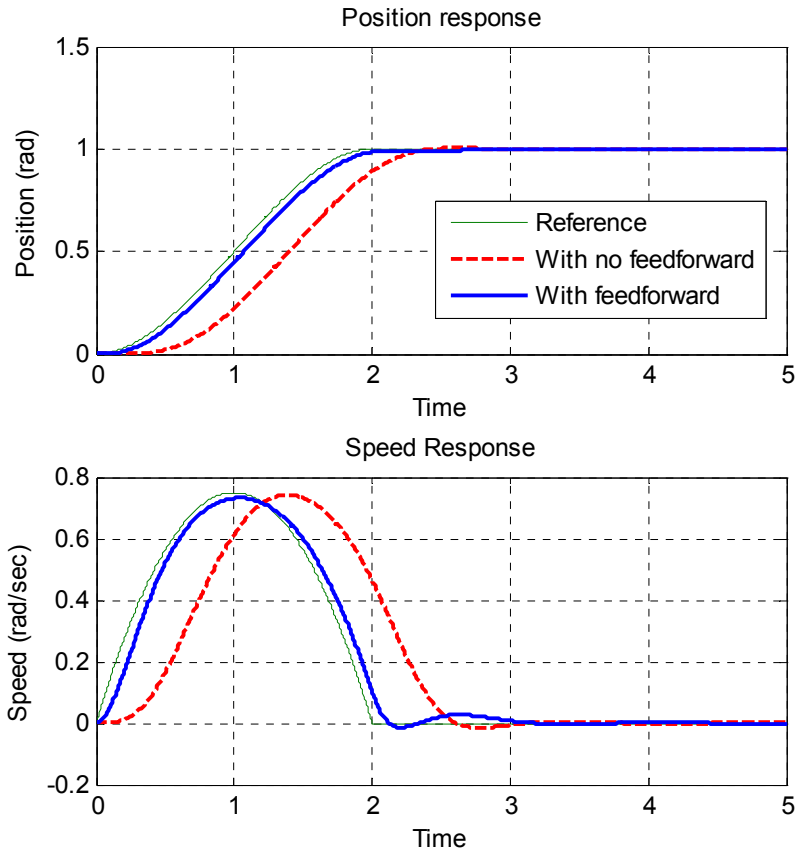 Position response
1.5
1
0.5
0
Position (rad)
0 1 2 3 4 5
Time
Reference
With no feedforward
With feedforward
Speed Response
0.8
0.6
0.4
0.2
0
-0.2
Speed (rad/sec)
0 1 2 3 4 5
Time